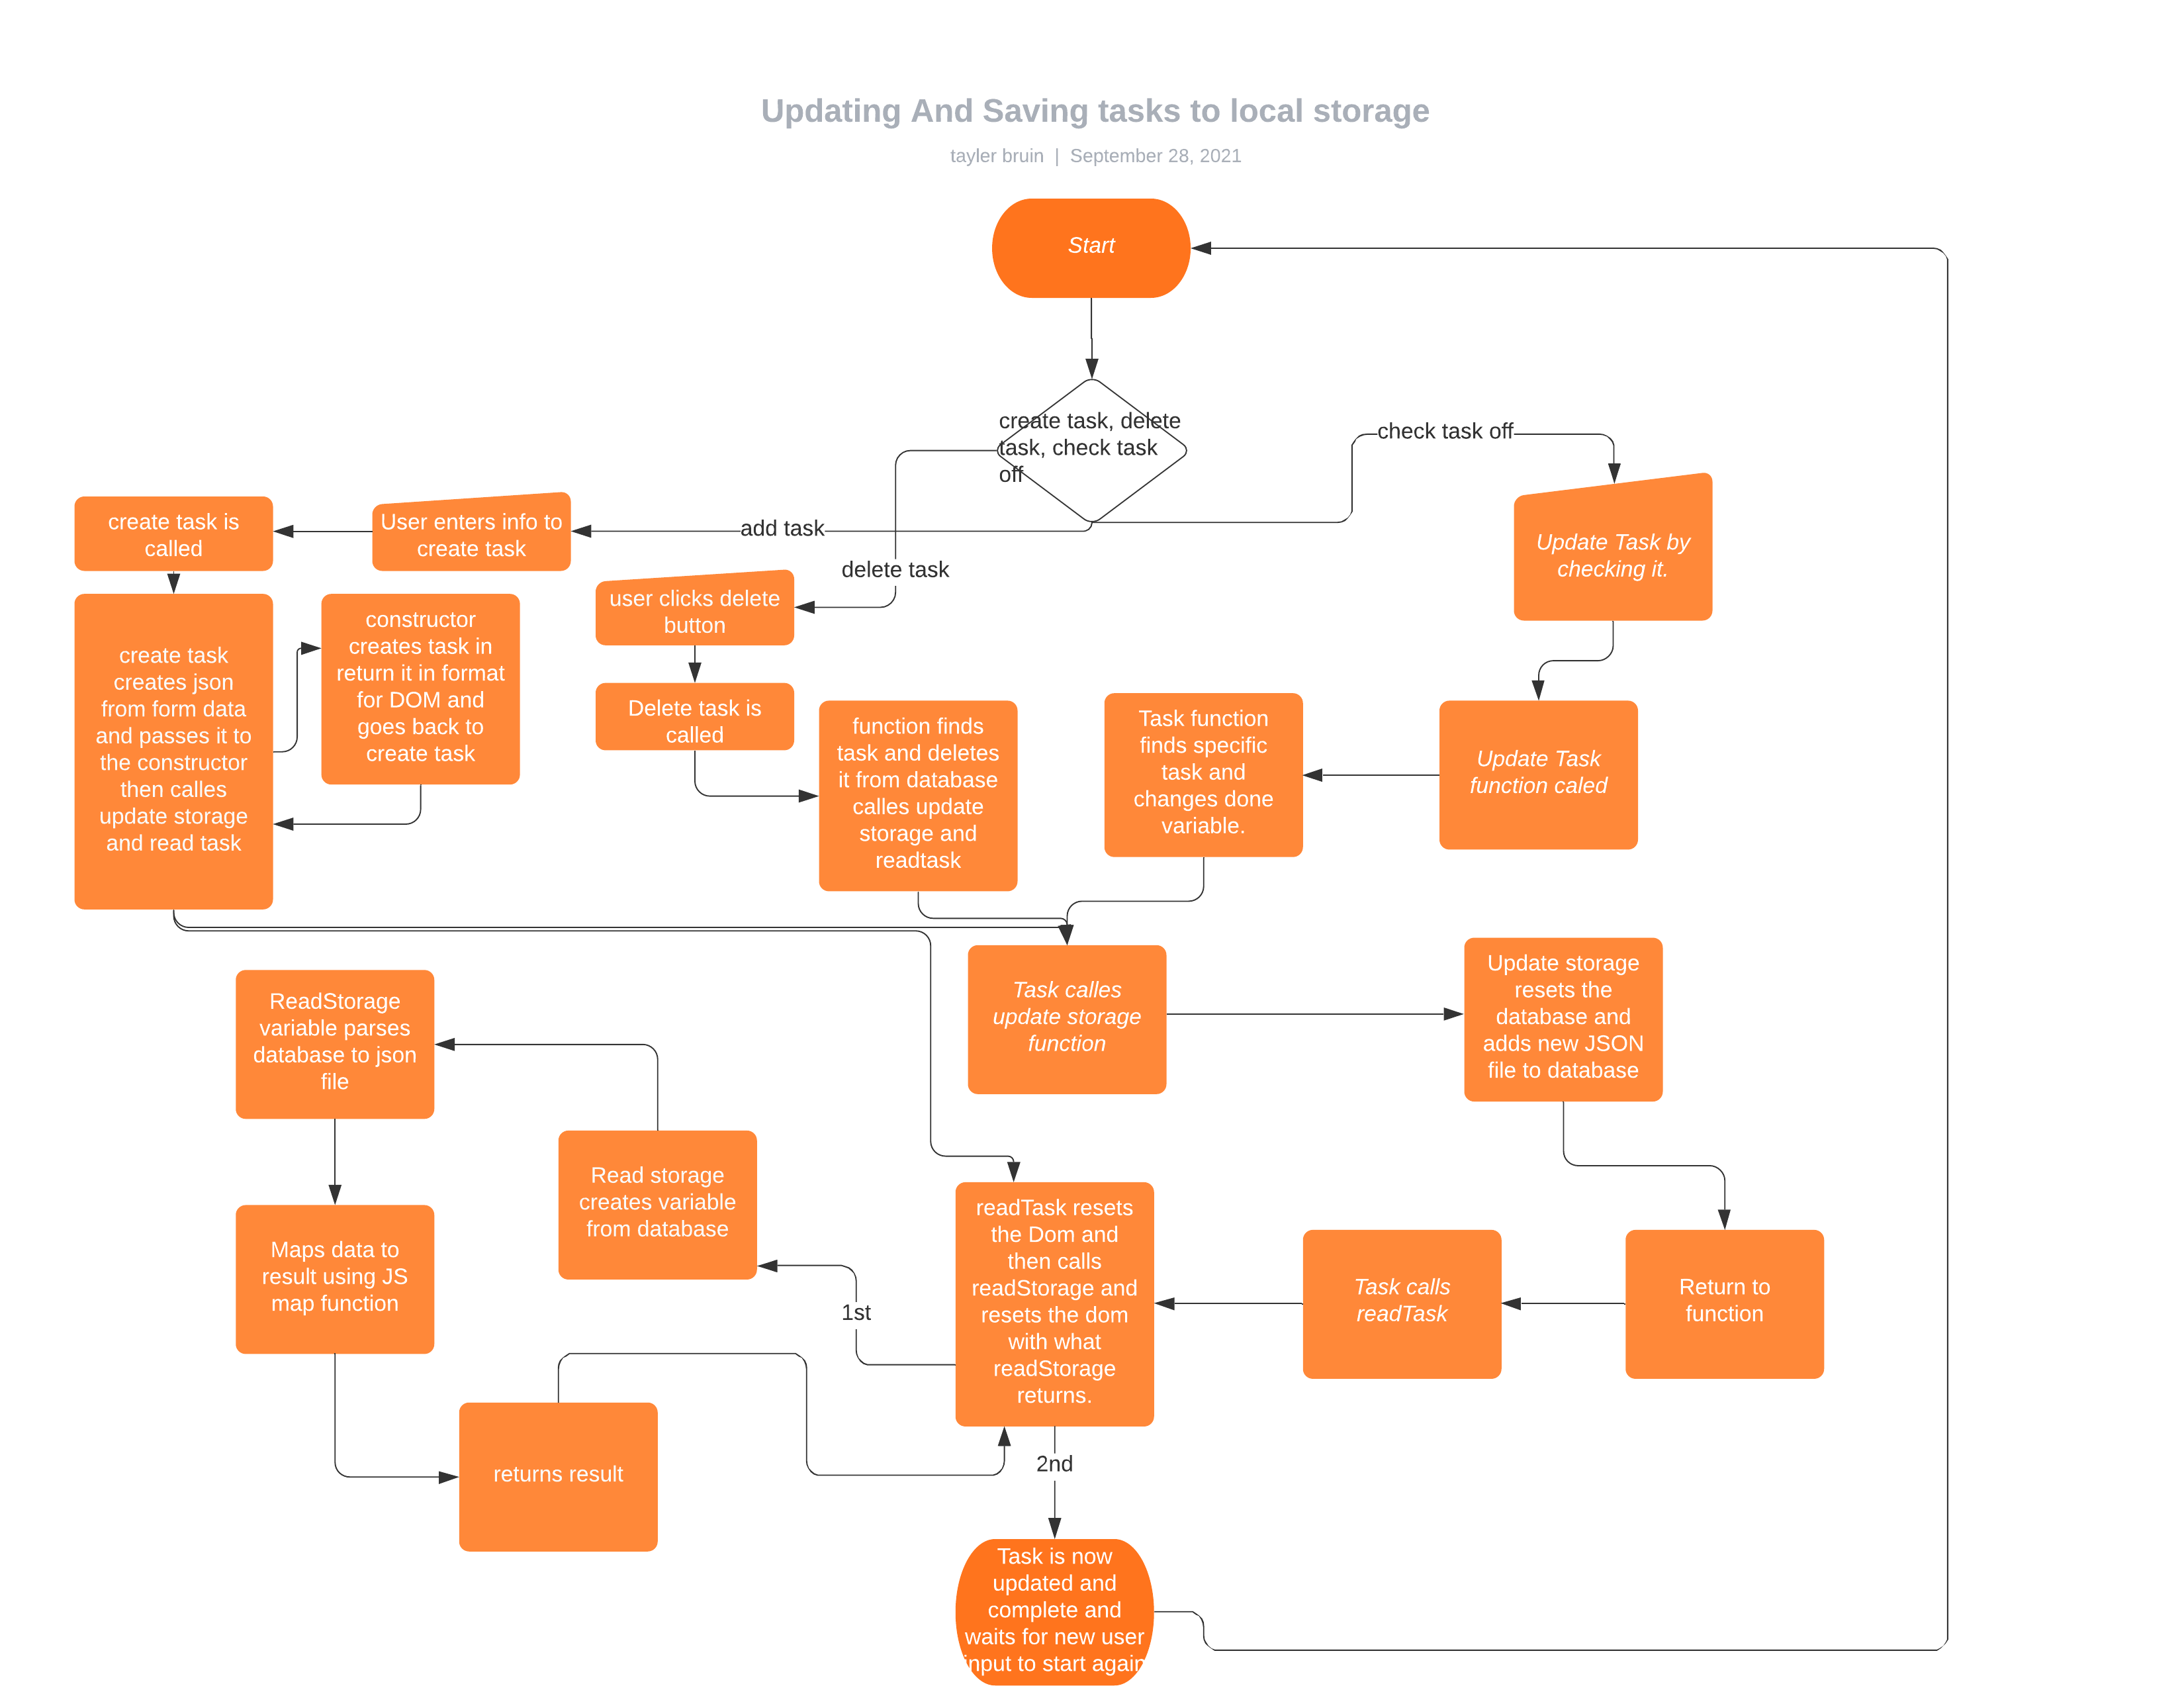 Updating And Saving tasks to local storage
tayler bruin | September 28, 2021
Start
create task, delete
task, check task
off
check task off
add task
delete task
create task is
called
User enters info to
create task
Update Task by
checking it.
user clicks delete
button
create task
creates json
from form data
and passes it to
the constructor
then calles
update storage
and read task
constructor
creates task in
return it in format
for DOM and
goes back to
create task
Delete task is
called
function finds
task and deletes
it from database
calles update
storage and
readtask
Task function
finds specific
task and
changes done
variable.
Update Task
function caled
Task calles
update storage
function
Update storage
resets the
database and
adds new JSON
file to database
ReadStorage
variable parses
database to json
file
Read storage
creates variable
from database
Maps data to
result using JS
map function
readTask resets
the Dom and
then calls
readStorage and
resets the dom
with what
readStorage
returns.
Task calls
readTask
Return to
function
1st
returns result
2nd
Task is now
updated and
complete and
waits for new user
input to start again